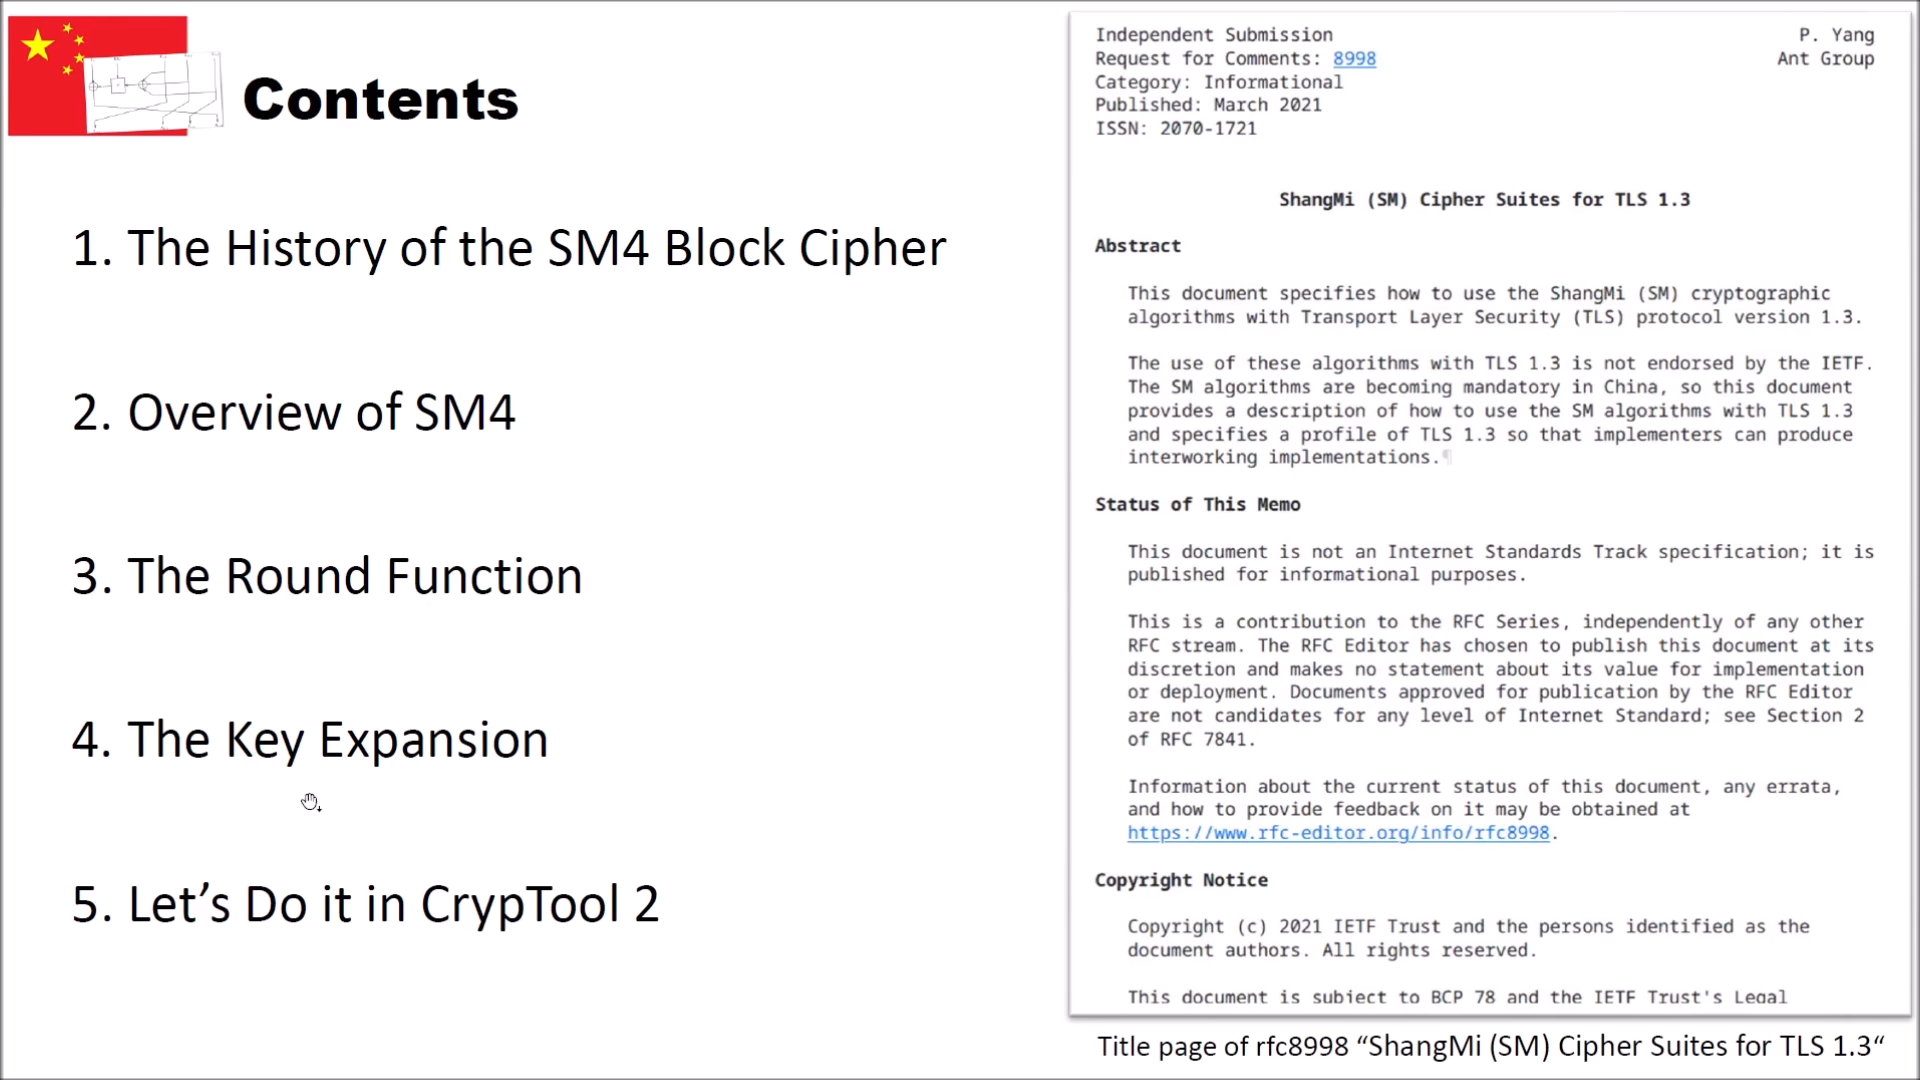 Contents
1. The History of the SM4 Block Cipher
2. Overview of SM4
3. The Round Function
4. The Key Expansion
5. Let’s Do it in CrypTool 2
Independent Submission P. Yang
Request for Comments: 8998 Ant Group
Category: Informational
Published: March 2021
ISSN: 2070-1721
ShangMi (SM) Cipher Suites for TLS 1.3
Abstract
This document specifies how to use the ShangMi (SM) cryptographic
algorithms with Transport Layer Security (TLS) protocol version 1.3.
The use of these algorithms with TLS 1.3 is not endorsed by the IETF.
The SM algorithms are becoming mandatory in China, so this document
provides a description of how to use the SM algorithms with TLS 1.3
and specifies a profile of TLS 1.3 so that implementers can produce
interworking implementations.¶
Status of This Memo
This document is not an Internet Standards Track specification; it is
published for informational purposes.
This is a contribution to the RFC Series, independently of any other
RFC stream. The RFC Editor has chosen to publish this document at its
discretion and makes no statement about its value for implementation
or deployment. Documents approved for publication by the RFC Editor
are not candidates for any level of Internet Standard; see Section 2
of RFC 7841.
Information about the current status of this document, any errata,
and how to provide feedback on it may be obtained at
https://www.rfc-editor.org/info/rfc8998.
Copyright Notice
Copyright (c) 2021 IETF Trust and the persons identified as the
document authors. All rights reserved.
This document is subject to BCP 78 and the IETF Trust's Legal
Title page of rfc8998 “ShangMi (SM) Cipher Suites for TLS 1.3“